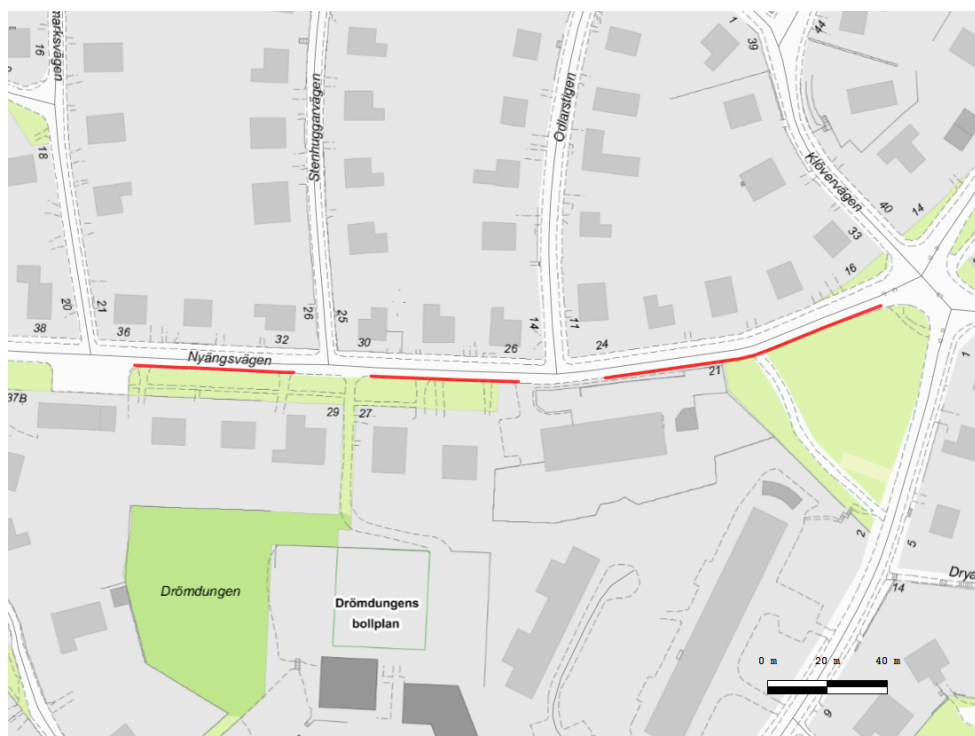 marksvägen
16
18
20
21
38
36
Stenhuggarvägen
32
26
25
30
Nyängsvägen
Odlarstigen
26
14
11
24
1
39
44
Klövervägen
40
14
33
16
21
37B
29
27
1
2
5
14
9
Drya
Drömdungen
Drömdungens
bollplan
0 m 20 m 40 m